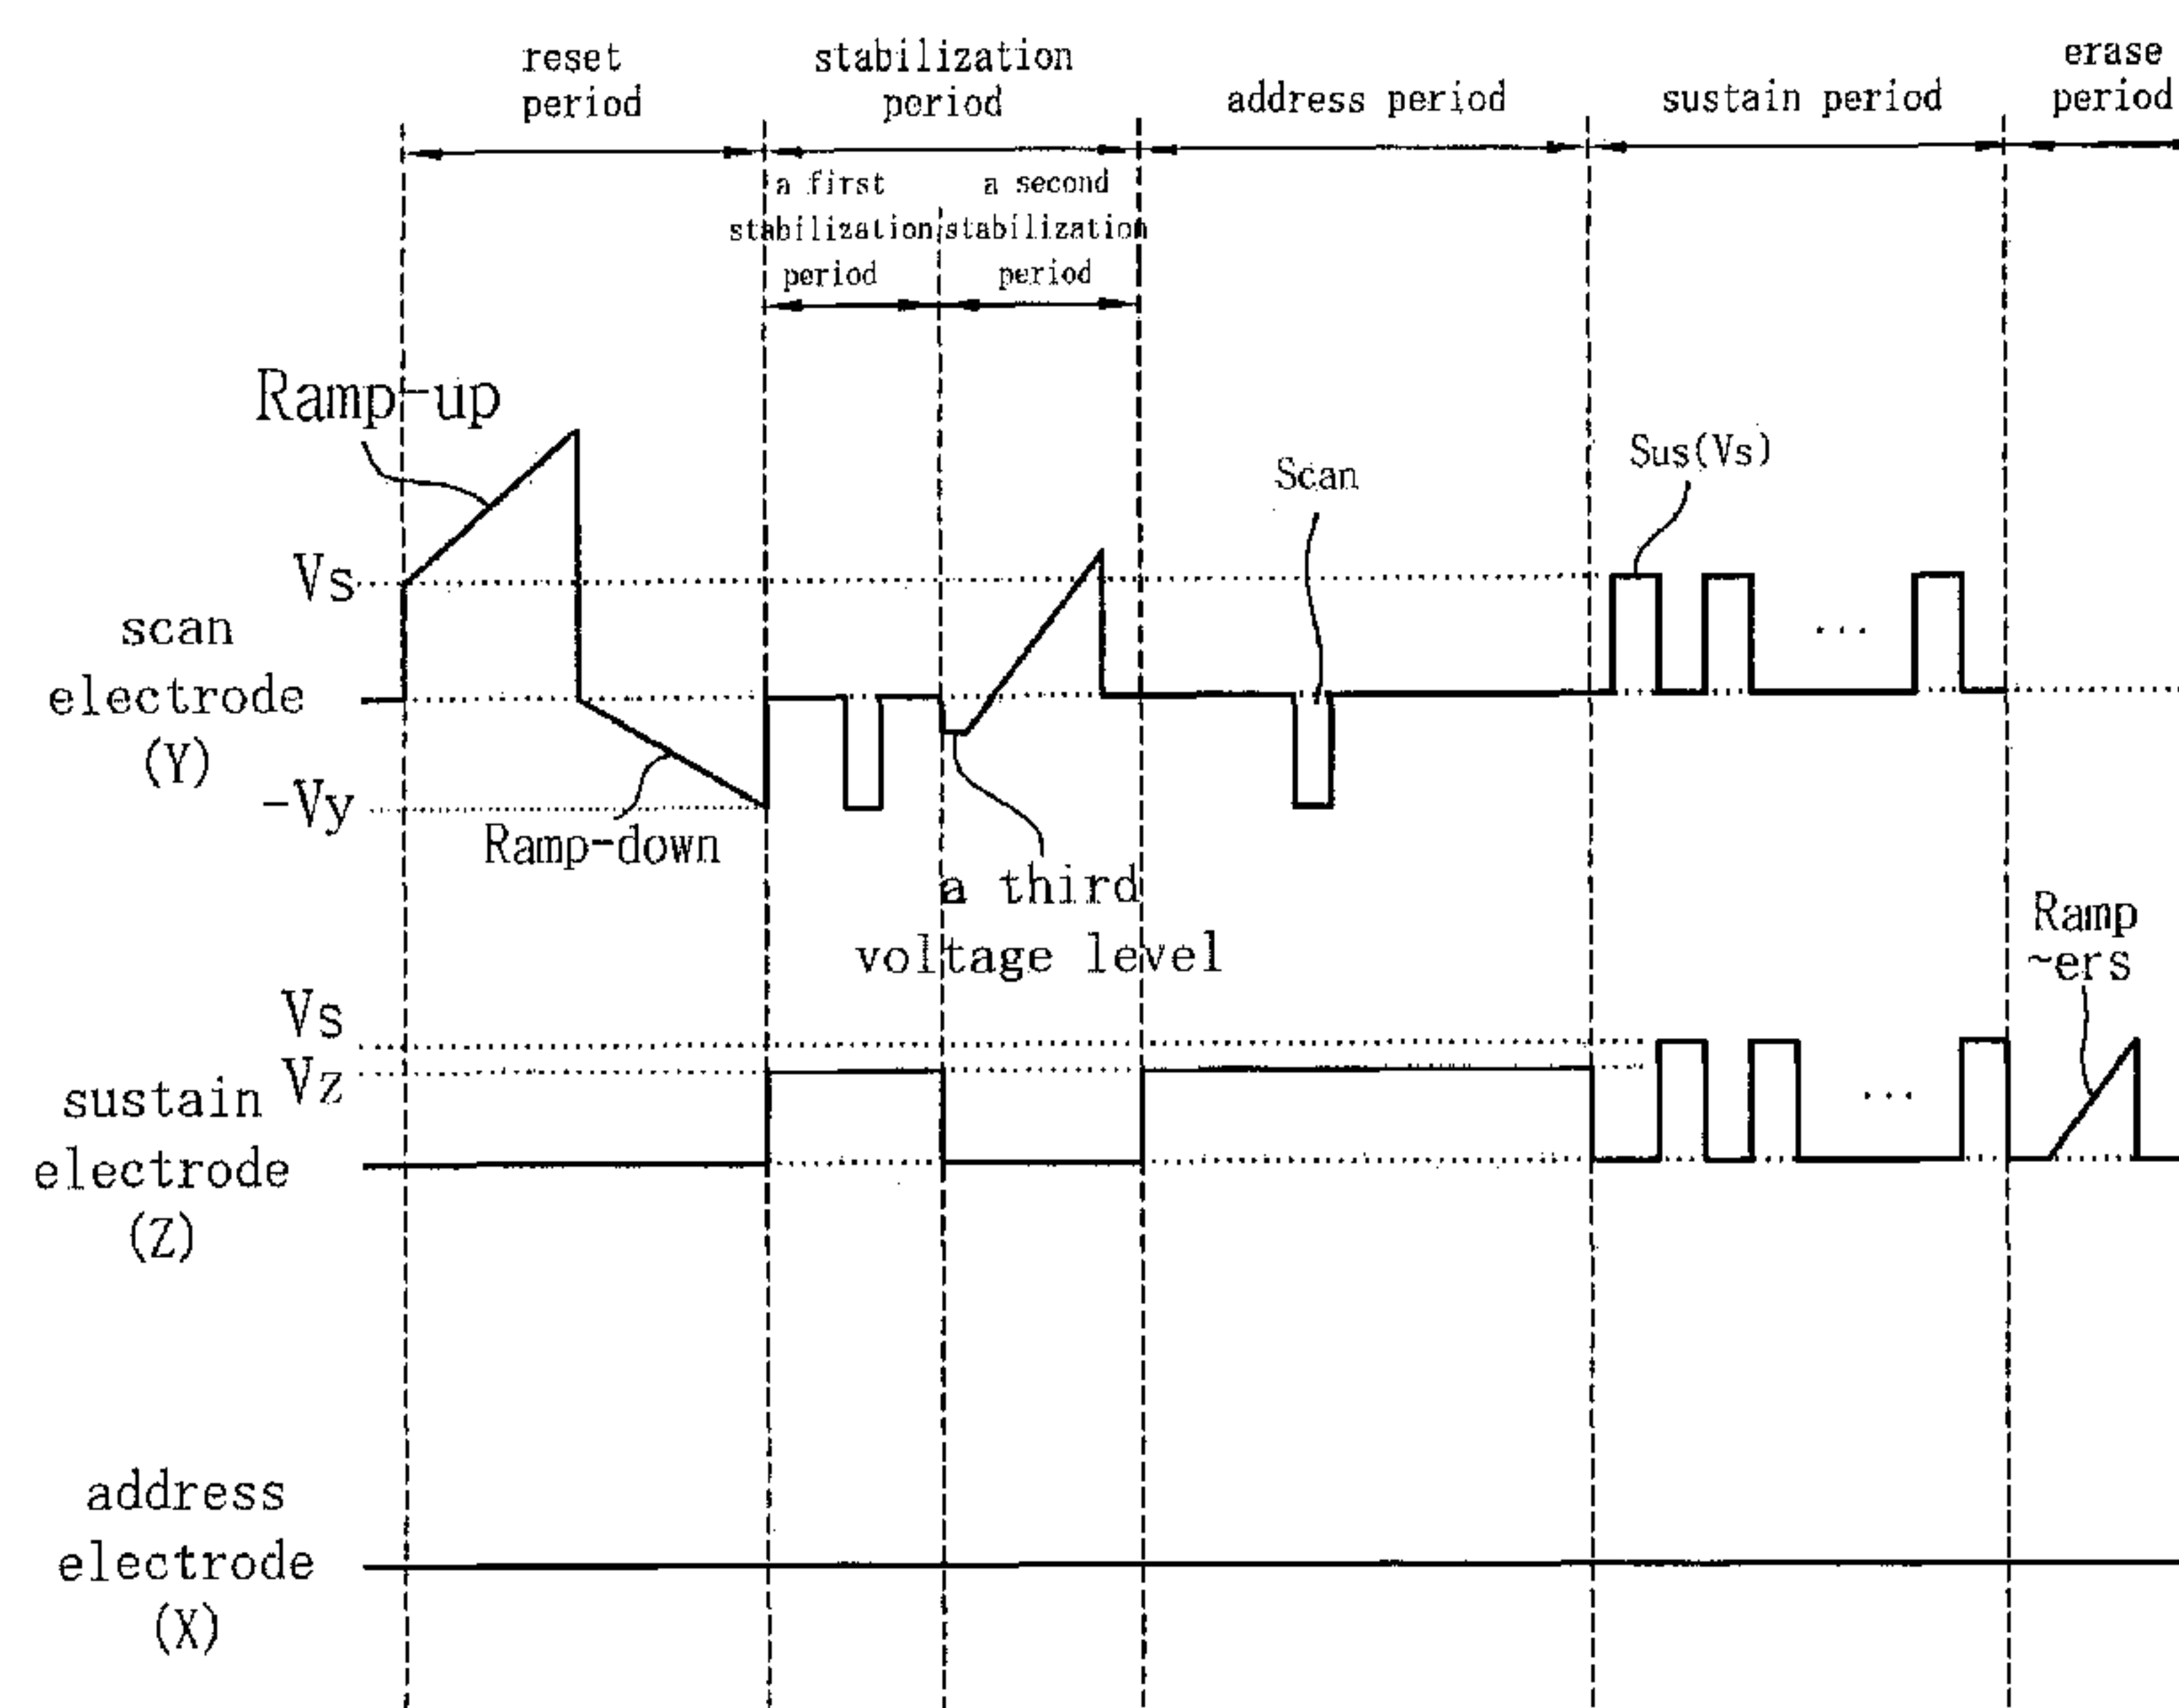 reset
period
stabilization
period
address period
sustain period
erase
period
a first
stabilization
period
a second
stabilization
period
Ramp-up
Vs
scan
electrode
(Y)
-Vy
Ramp-down
a third
voltage level
Scan
Sus(Vs)
...
Vs
Vz
sustain
electrode
(Z)
...
Ramp
~ers
address
electrode
(X)